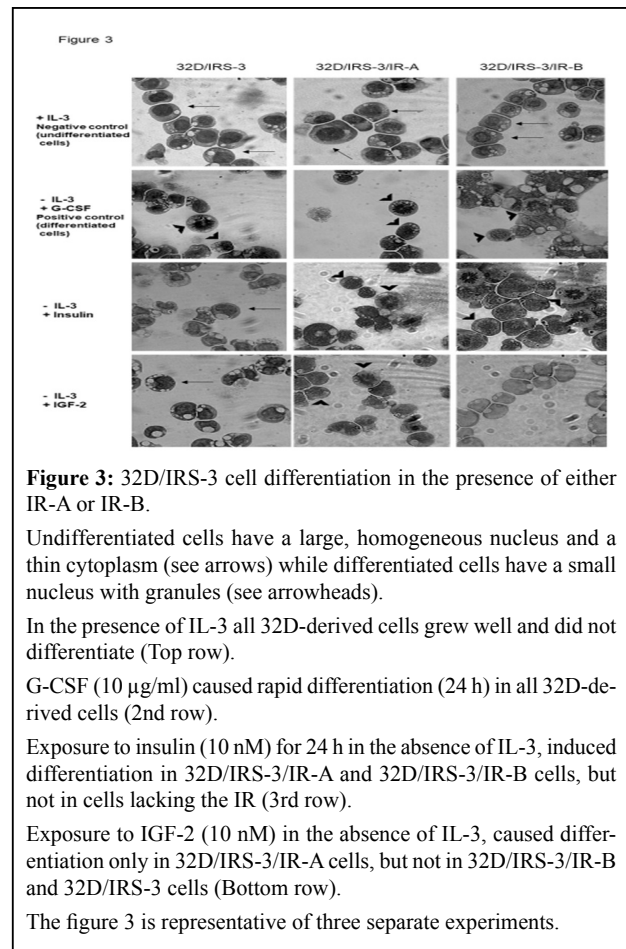 Figure 3
32D/IRS-3 32D/IRS-3/IR-A 32D/IRS-3/IR-B
+ IL-3
Negative control
(undifferentiated
cells)
- IL-3
+ G-CSF
Positive control
(differentiated
cells)
- IL-3
+ Insulin
- IL-3
+ IGF-2
Figure 3: 32D/IRS-3 cell differentiation in the presence of either
IR-A or IR-B.
Undifferentiated cells have a large, homogeneous nucleus and a
thin cytoplasm (see arrows) while differentiated cells have a small
nucleus with granules (see arrowheads).
In the presence of IL-3 all 32D-derived cells grew well and did not
differentiate (Top row).
G-CSF (10 µg/ml) caused rapid differentiation (24 h) in all 32D-de-
rived cells (2nd row).
Exposure to insulin (10 nM) for 24 h in the absence of IL-3, induced
differentiation in 32D/IRS-3/IR-A and 32D/IRS-3/IR-B cells, but
not in cells lacking the IR (3rd row).
Exposure to IGF-2 (10 nM) in the absence of IL-3, caused differ-
entiation only in 32D/IRS-3/IR-A cells, but not in 32D/IRS-3/IR-B
and 32D/IRS-3 cells (Bottom row).
The figure 3 is representative of three separate experiments.